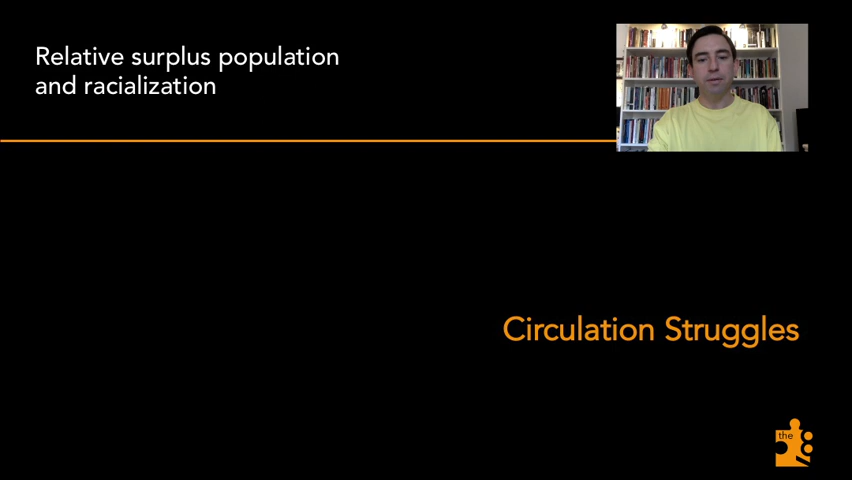 Relative surplus population
and racialization
Circulation Struggles
the